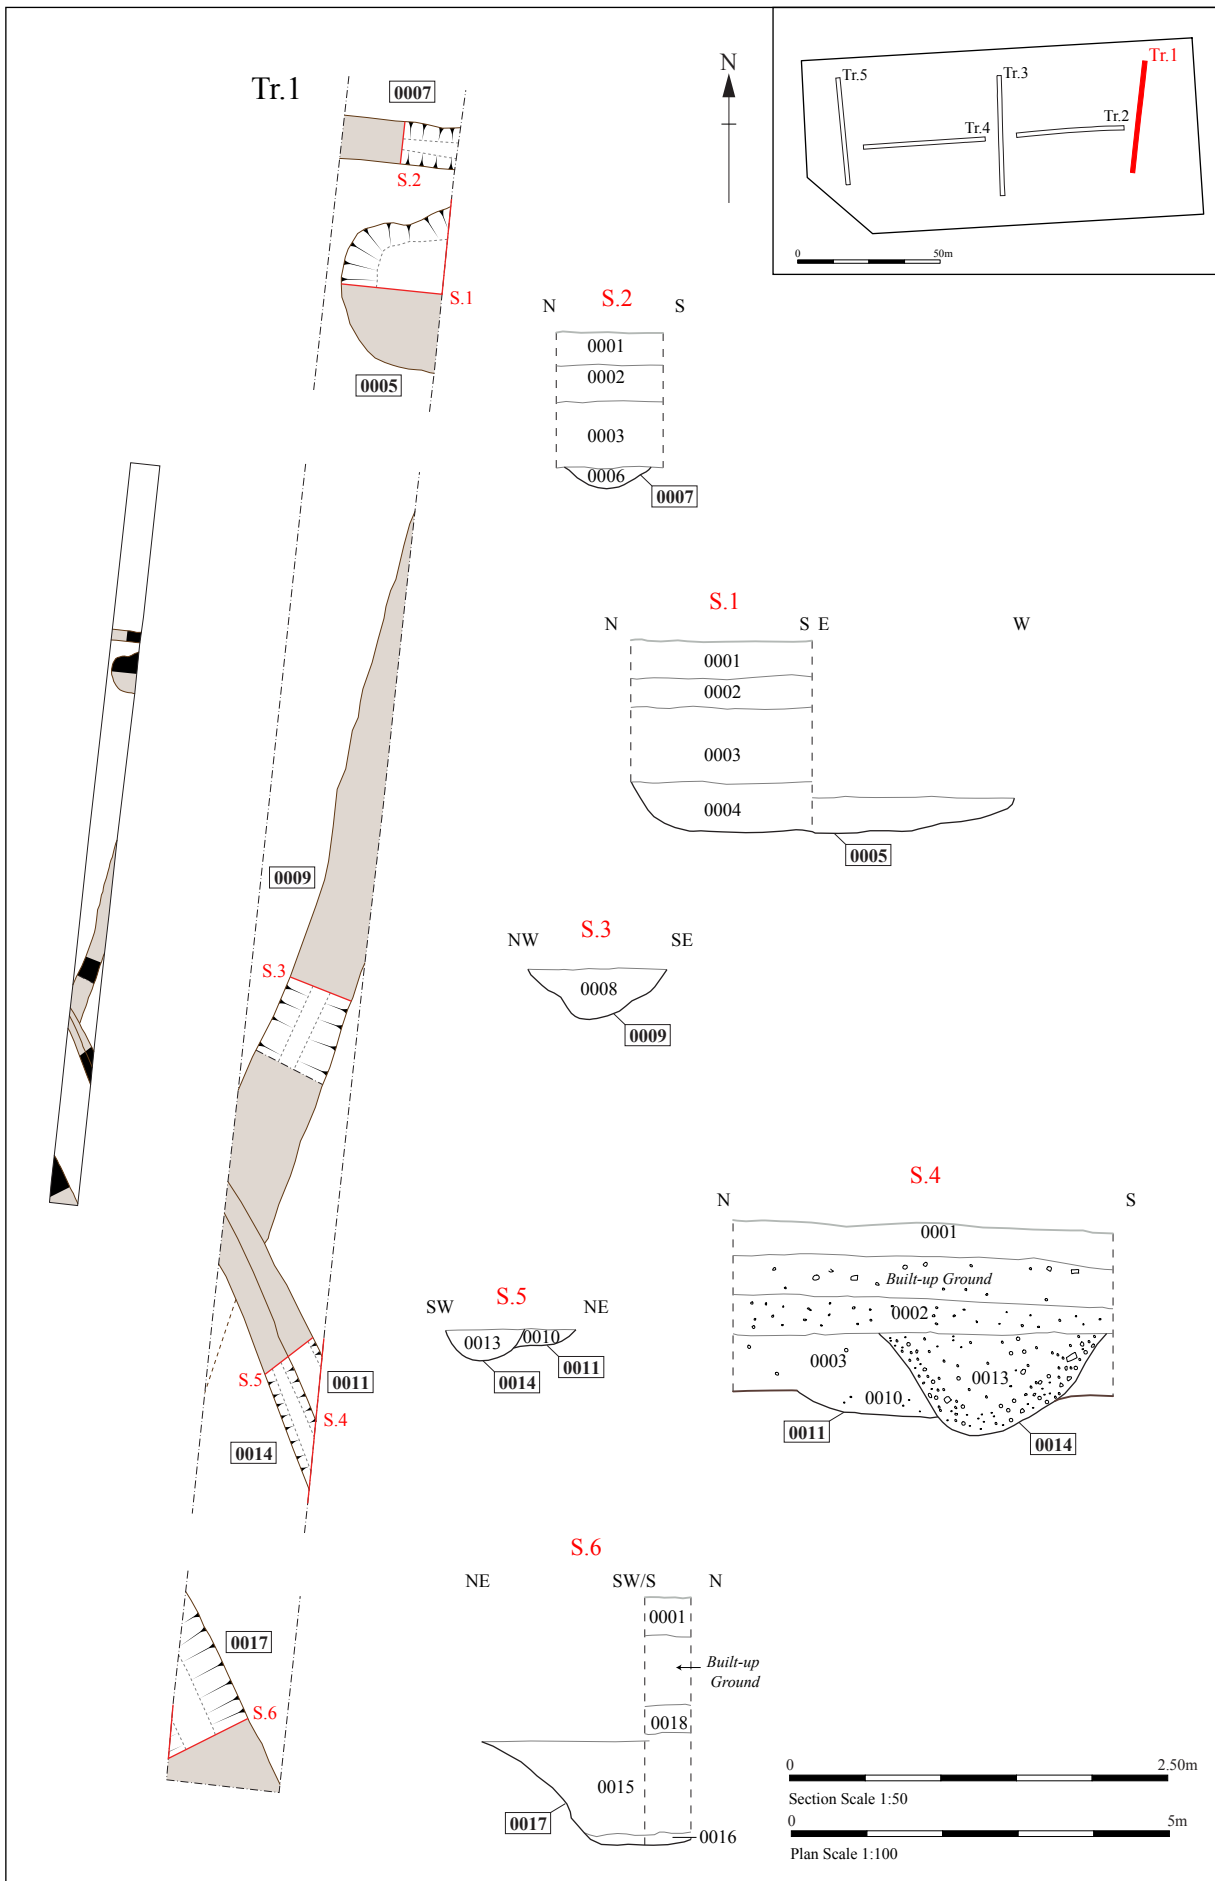 Tr.1
0007
S.2
S.1
0005
0009
S.3
S.5
0011
S.4
0014
0017
S.6
N
Tr.5
Tr.4
Tr.3
Tr.2
Tr.1
0 50m
S.2
N S
0001
0002
0003
0006
0007
S.1
N S E W
0001
0002
0003
0004
0005
S.3
NW SE
0008
0009
S.4
N S
0001
Built-up Ground
0002
0003
0013
0010
0011
0014
S.5
SW NE
0013 0010
0011
0014
S.6
NE SW/S N
0001
Built-up
Ground
0018
0015
0017
0016
0 2.50m
Section Scale 1:50
0 5m
Plan Scale 1:100